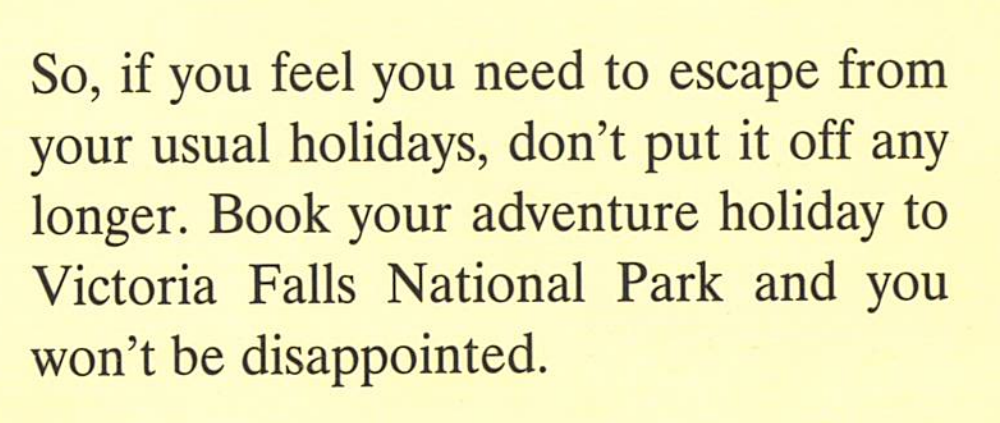 So, if you feel you need to escape from
your usual holidays, don't put it off any
longer. Book your adventure holiday to
Victoria Falls National Park and you
won't be disappointed.